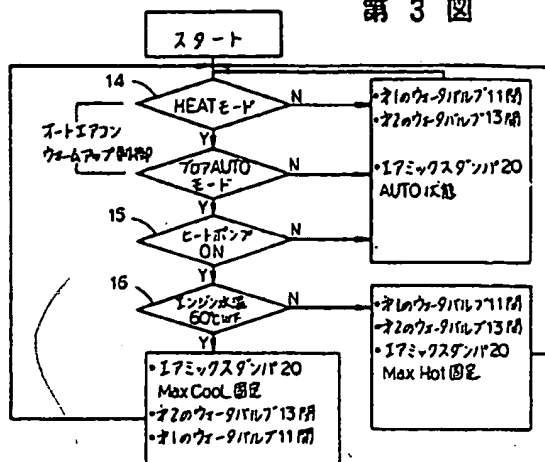 第 3 図
スタート
14
HEATモード
N
Y
オートエアコン
ウォームアップ制御
ブロアAUTO
モード
N
Y
15
ヒートポンプ
ON
N
Y
16
エンジン水温
60℃以下
N
Y
・オ1のウォータバルブ11
・オ2のウォータバルブ13
・エアミックスダンパ20
AUTO状態
・オ1のウォータバルブ11
・オ2のウォータバルブ13
・エアミックスダンパ20
Max Hot固定
・エアミックスダンパ20
Max Cool固定
・オ2のウォータバルブ13
・オ1のウォータバルブ11